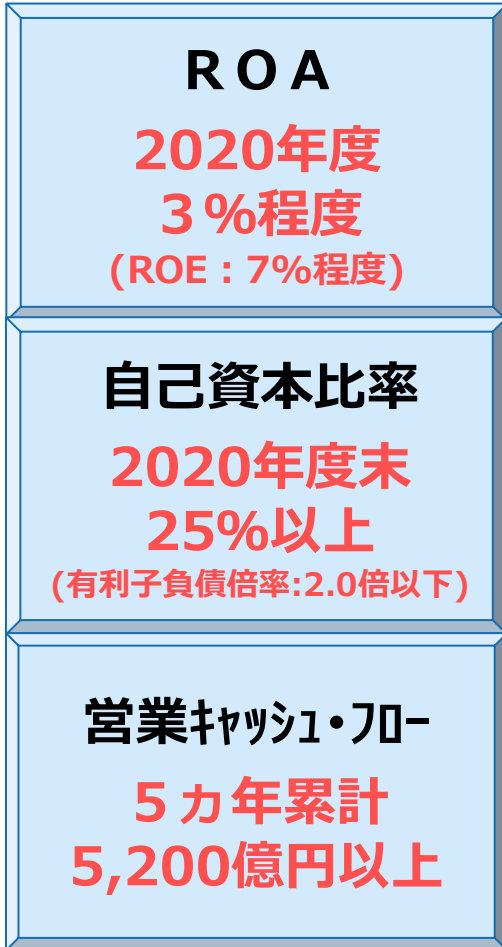 ＲＯＡ
2020年度
３%程度
(ROE：7%程度)
自己資本比率
2020年度末
25%以上
(有利子負債倍率:2.0倍以下)
営業ｷｬｯｼｭ・ﾌﾛｰ
５ヵ年累計
5,200億円以上